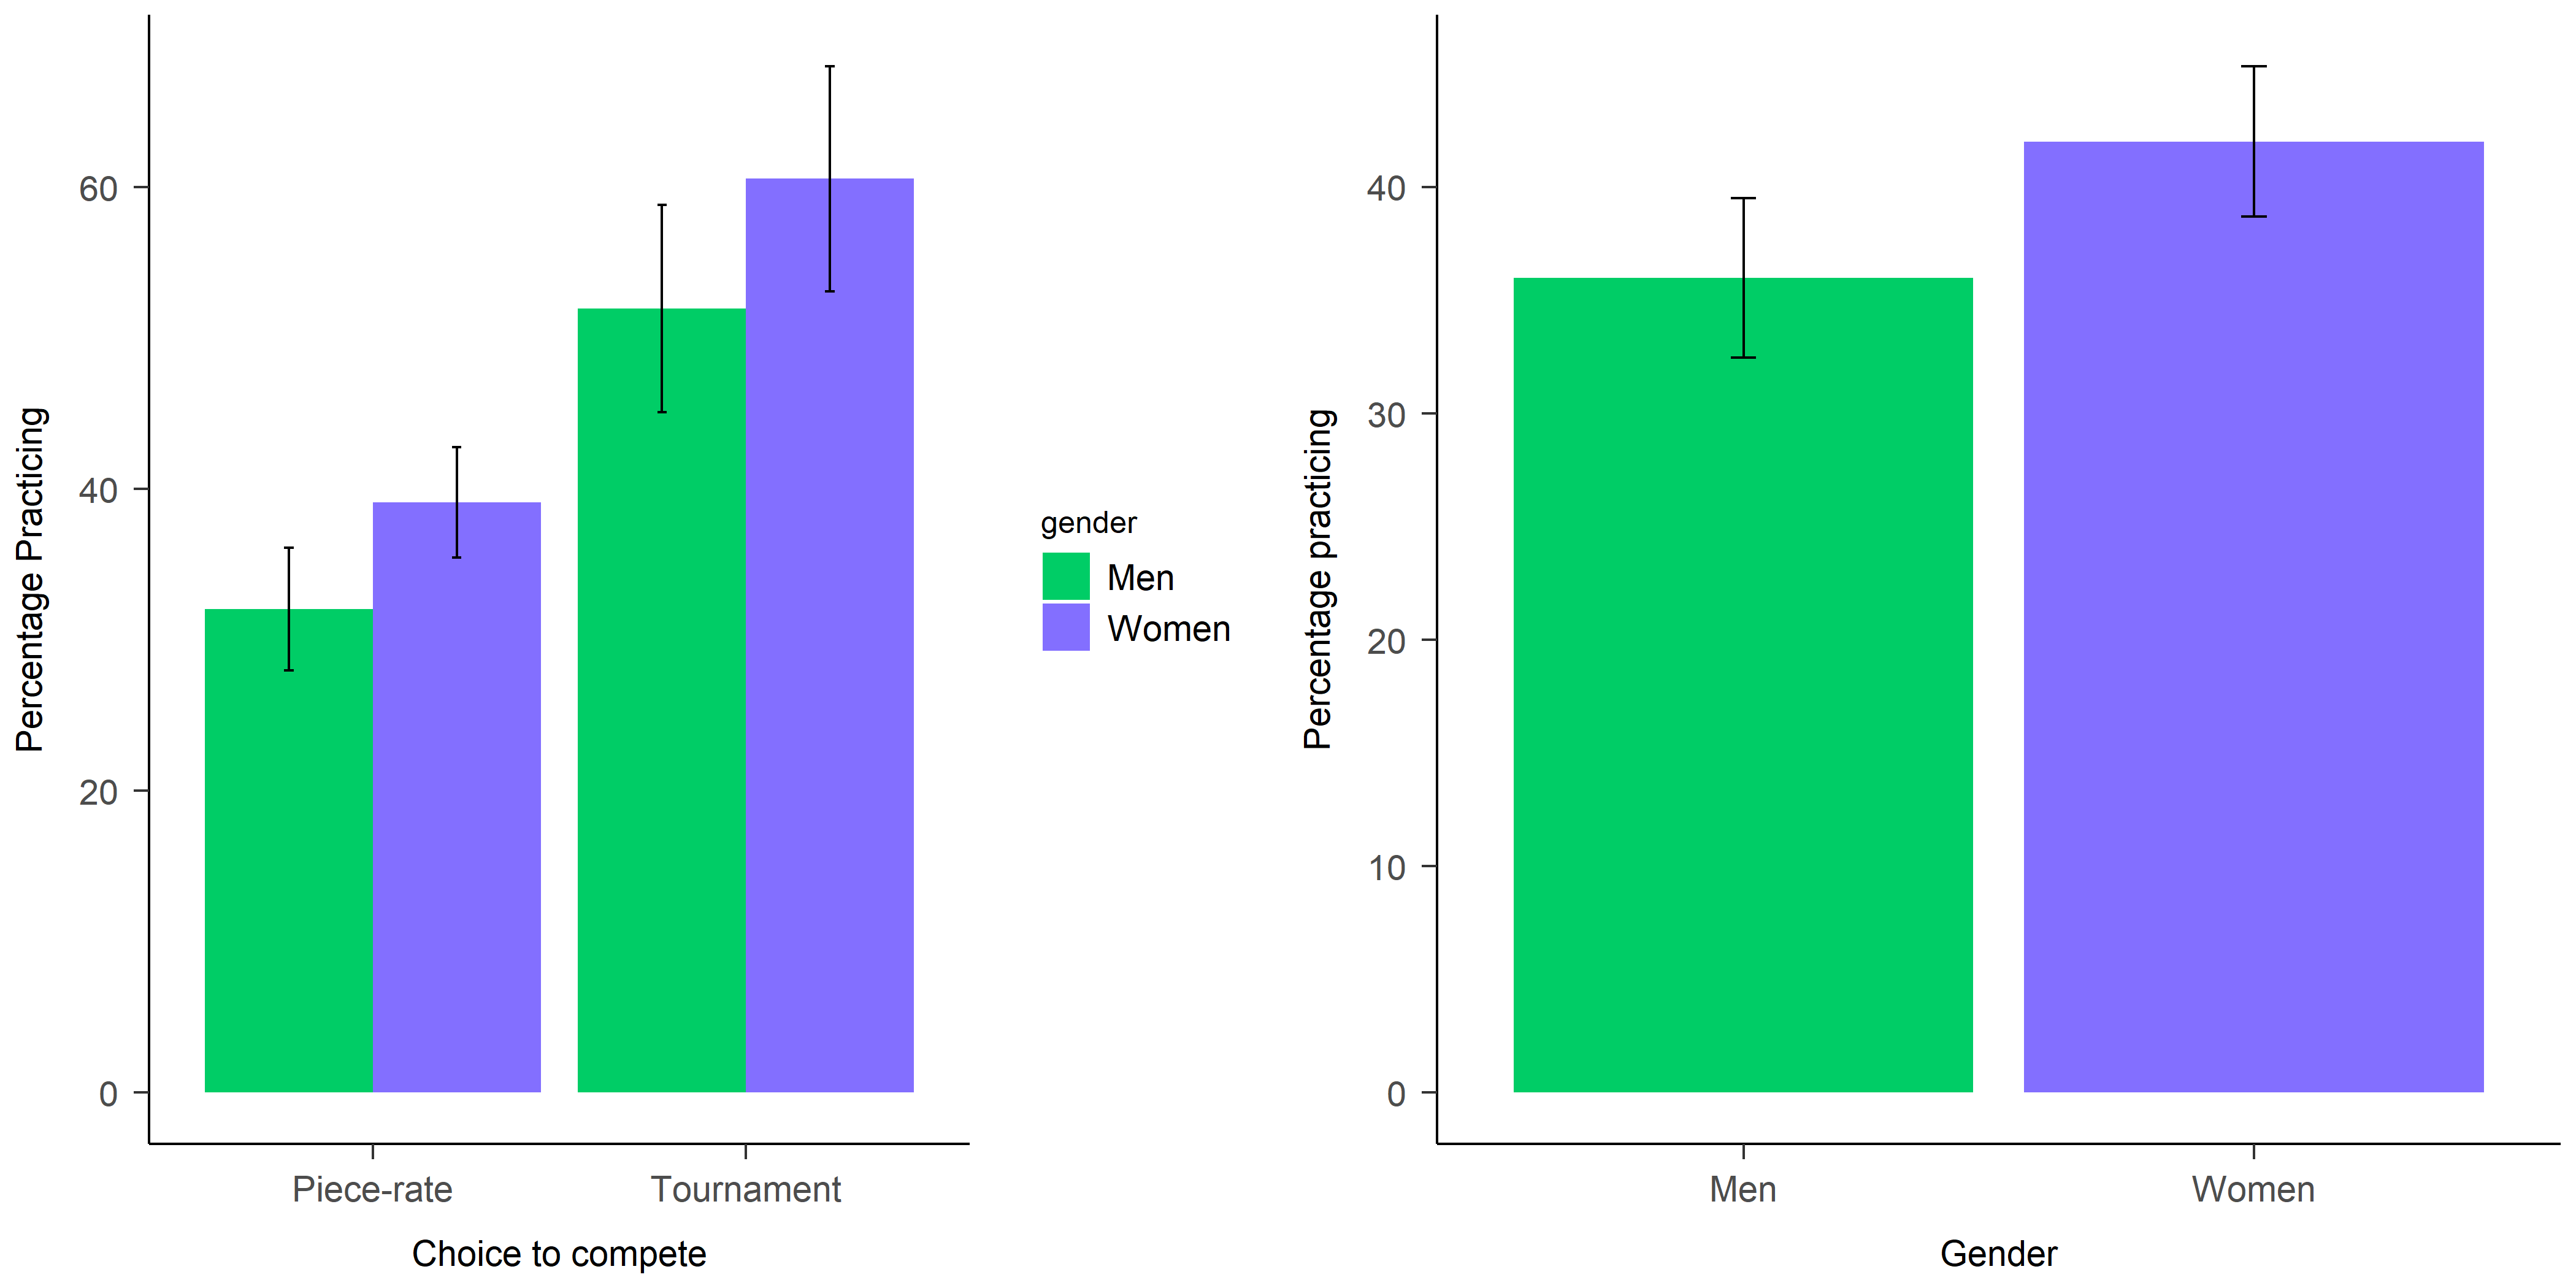 Percentage Practicing
60
40
20
0
Piece-rate
Tournament
Choice to compete
gender
Men
Women
Percentage practicing
40
30
20
10
0
Men
Women
Gender